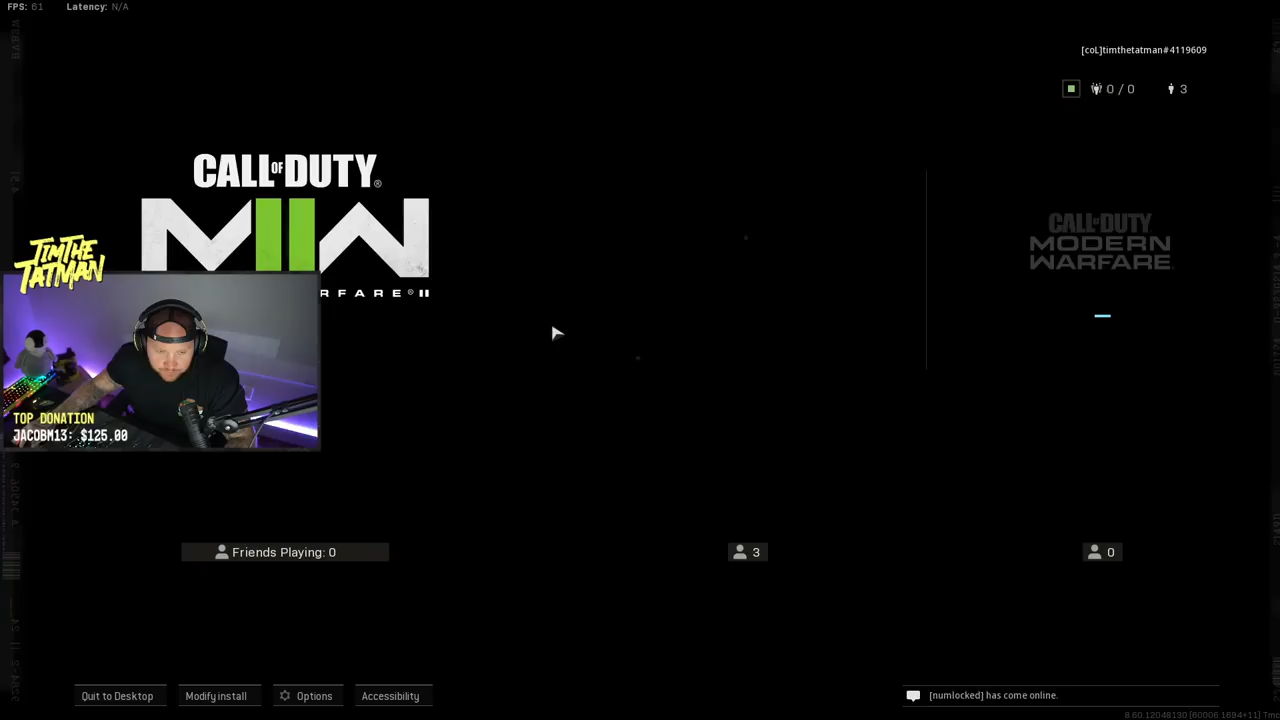 FPS: 61 Latency: N/A
[coL]timthetatman#4119609
0 / 0 3
CALL OF DUTY®
MW
RFARE® II
CALL OF DUTY
MODERN
WARFARE
TIMTHE
TATMAN
TOP DONATION
JACOBM13: $125.00
Friends Playing: 0
3
0
Quit to Desktop
Modify install
Options
Accessibility
[numlocked] has come online.